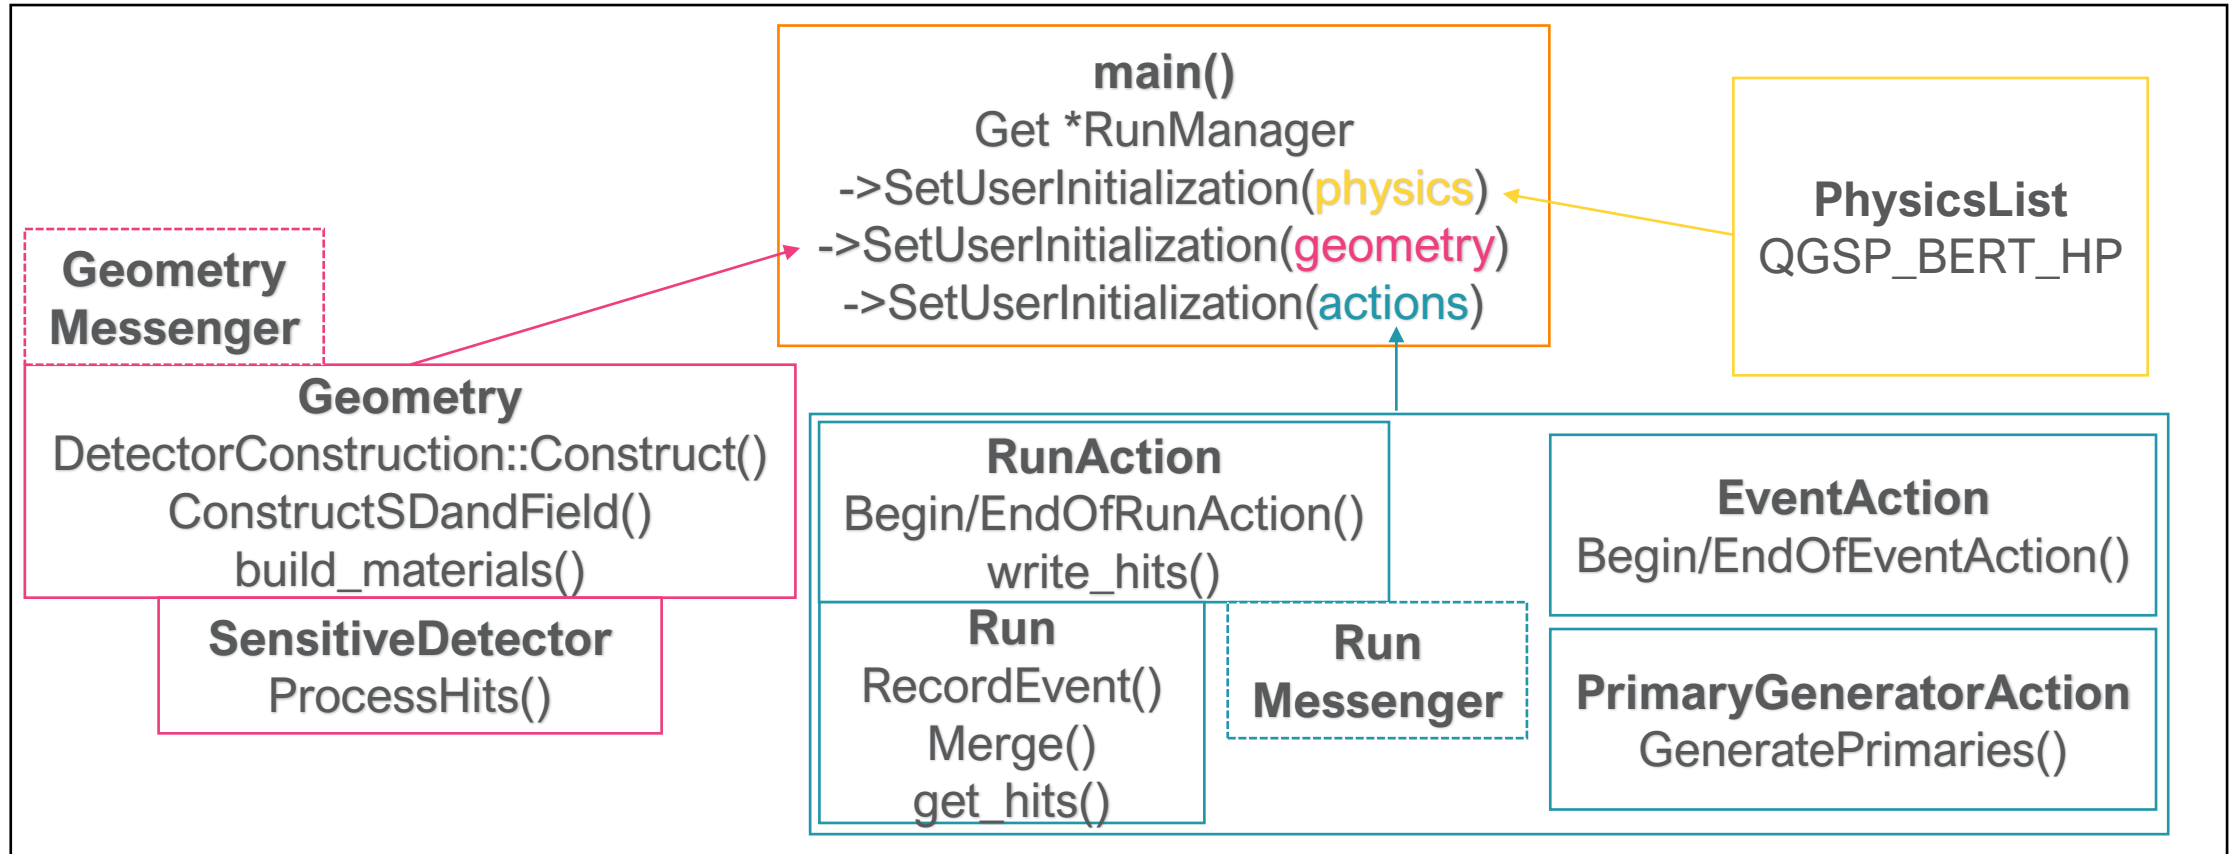 main()
Get *RunManager
->SetUserInitialization(physics)
->SetUserInitialization(geometry)
->SetUserInitialization(actions)
PhysicsList
QGSP_BERT_HP
Geometry
Messenger
Geometry
DetectorConstruction::Construct()
ConstructSDandField()
build_materials()
SensitiveDetector
ProcessHits()
RunAction
Begin/EndOfRunAction()
write_hits()
Run
RecordEvent()
Merge()
get_hits()
Run
Messenger
EventAction
Begin/EndOfEventAction()
PrimaryGeneratorAction
GeneratePrimaries()